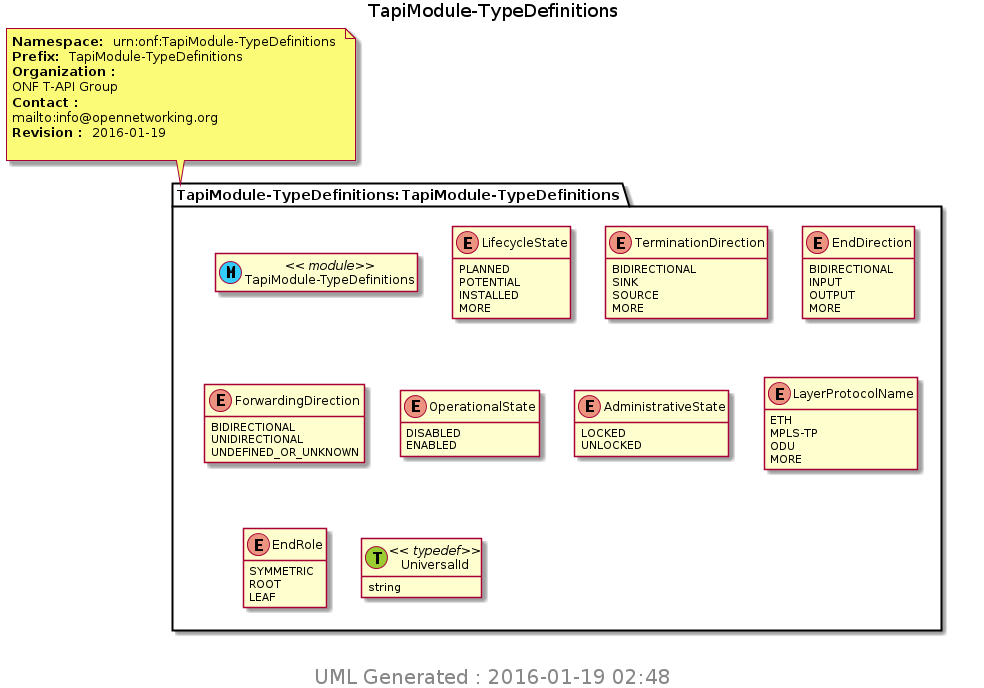 TapiModule-TypeDefinitions
Namespace: urn:onf:TapiModule-TypeDefinitions
Prefix: TapiModule-TypeDefinitions
Organization :
ONF T-API Group
Contact :
mailto:info@opennetworking.org
Revision : 2016-01-19
TapiModule-TypeDefinitions:TapiModule-TypeDefinitions
M
<< module>>
TapiModule-TypeDefinitions
E LifecycleState
PLANNED
POTENTIAL
INSTALLED
MORE
E TerminationDirection
BIDIRECTIONAL
SINK
SOURCE
MORE
E EndDirection
BIDIRECTIONAL
INPUT
OUTPUT
MORE
E ForwardingDirection
BIDIRECTIONAL
UNIDIRECTIONAL
UNDEFINED_OR_UNKNOWN
E OperationalState
DISABLED
ENABLED
E AdministrativeState
LOCKED
UNLOCKED
E LayerProtocolName
ETH
MPLS-TP
ODU
MORE
E EndRole
SYMMETRIC
ROOT
LEAF
T
<< typedef>>
UniversalId
string
UML Generated : 2016-01-19 02:48